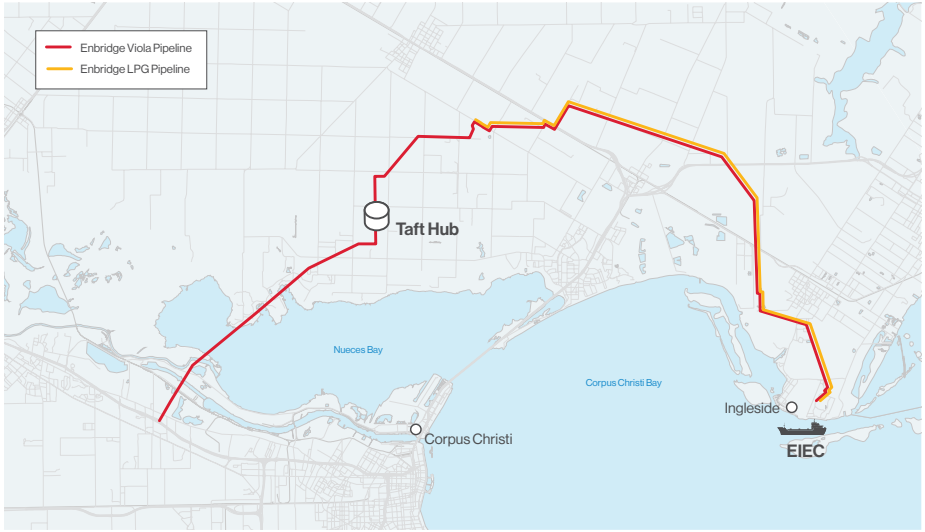 Enbridge Viola Pipeline
Enbridge LPG Pipeline
Taft Hub
Nueces Bay
Corpus Christi Bay
Ingleside
Corpus Christi
EIEC